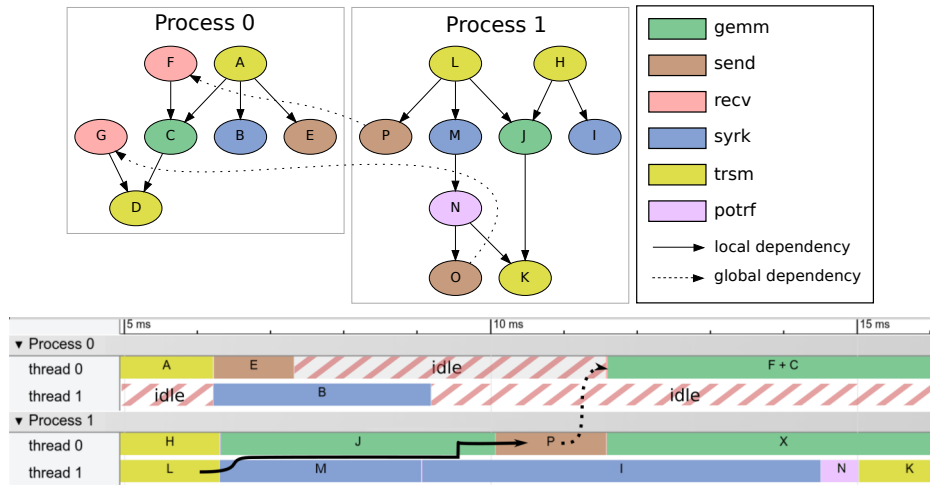 Process 0
Process 1
F
A
L
H
G
C
B
E
P
M
J
I
D
N
O
K
gemm
send
recv
syrk
trsm
potrf
local dependency
global dependency
5 ms
10 ms
15 ms
▼ Process 0
thread 0
A
E
idle
F + C
thread 1
idle
B
idle
▼ Process 1
thread 0
H
J
P
X
thread 1
L
M
I
N
K